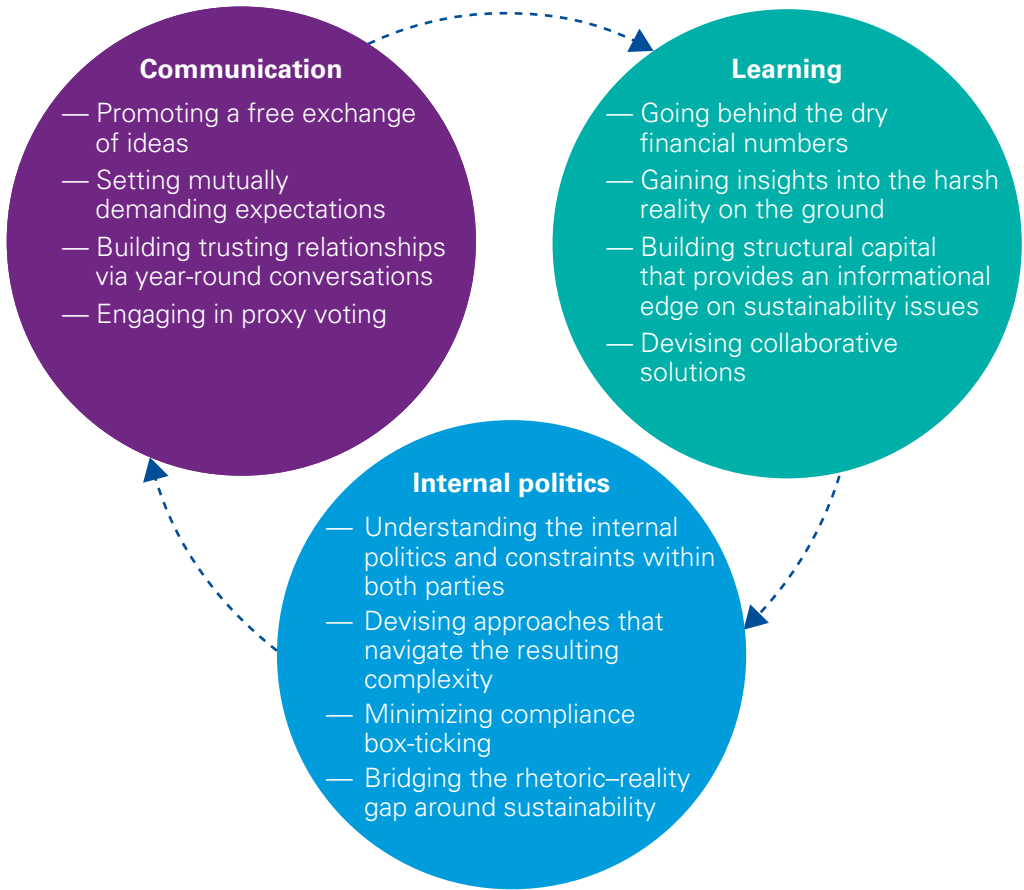 Communication
— Promoting a free exchange
of ideas
— Setting mutually
demanding expectations
— Building trusting relationships
via year-round conversations
— Engaging in proxy voting
Learning
— Going behind the dry
financial numbers
— Gaining insights into the harsh
reality on the ground
— Building structural capital
that provides an informational
edge on sustainability issues
— Devising collaborative
solutions
Internal politics
— Understanding the internal
politics and constraints within
both parties
— Devising approaches that
navigate the resulting
complexity
— Minimizing compliance
box-ticking
— Bridging the rhetoric–reality
gap around sustainability